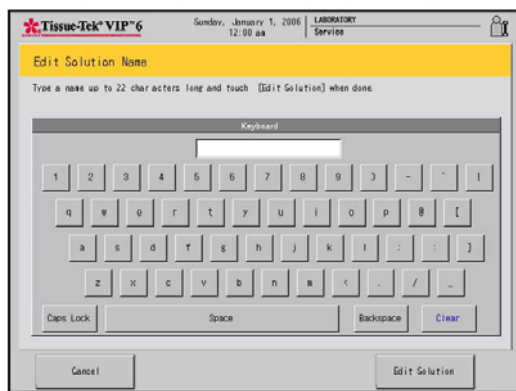 Tissue-Tek® VIP™6
Sunday, January 1, 2006
12:00 am
LABORATORY
Service
Edit Solution Name
Type a name up to 22 characters long and touch [Edit Solution] when done.
Keyboard
1 2 3 4 5 6 7 8 9 - |
q w e r t y u i o p @ [
a s d f g h j k l : ]
z x c v b n m < . / _
Caps Lock Space Backspace Clear
Cancel Edit Solution